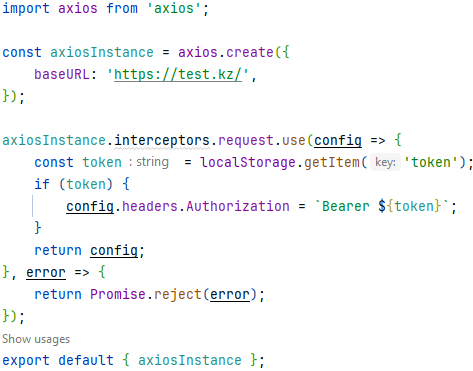 import axios from 'axios';
const axiosInstance = axios.create({
    baseURL: 'https://test.kz/',
});
axiosInstance.interceptors.request.use(config => {
    const token : string = localStorage.getItem( key: 'token');
    if (token) {
        config.headers.Authorization = `Bearer ${token}`;
    }
    return config;
}, error => {
    return Promise.reject(error);
});
Show usages
export default { axiosInstance };